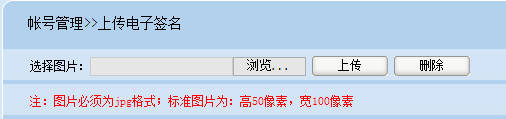 帐号管理>>上传电子签名
选择图片： 浏览... 上传 删除
注：图片必须为jpg格式；标准图片为：高50像素，宽100像素